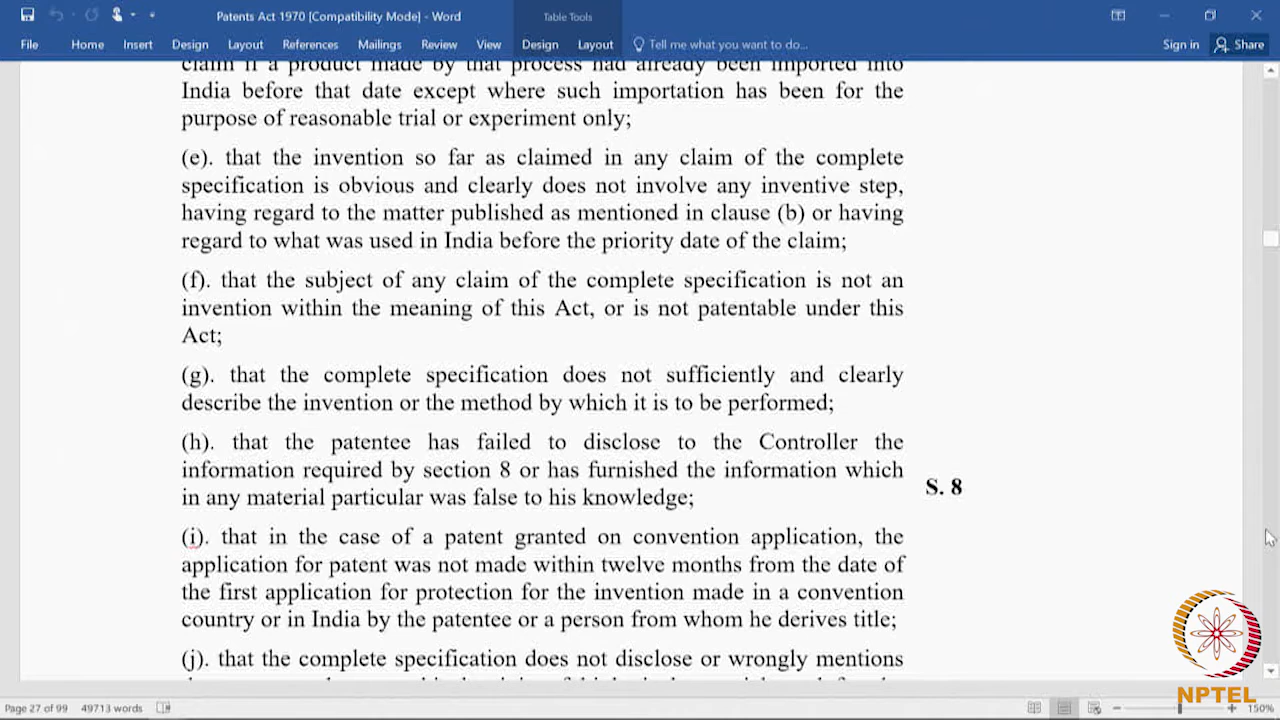 Patents Act 1970 [Compatibility Mode] - Word
Table Tools
File Home Insert Design Layout References Mailings Review View Design Layout Tell me what you want to do... Sign in Share
claim if a product made by that process had already been imported into
India before that date except where such importation has been for the
purpose of reasonable trial or experiment only;
(e). that the invention so far as claimed in any claim of the complete
specification is obvious and clearly does not involve any inventive step,
having regard to the matter published as mentioned in clause (b) or having
regard to what was used in India before the priority date of the claim;
(f). that the subject of any claim of the complete specification is not an
invention within the meaning of this Act, or is not patentable under this
Act;
(g). that the complete specification does not sufficiently and clearly
describe the invention or the method by which it is to be performed;
(h). that the patentee has failed to disclose to the Controller the
information required by section 8 or has furnished the information which
in any material particular was false to his knowledge;
S. 8
(i). that in the case of a patent granted on convention application, the
application for patent was not made within twelve months from the date of
the first application for protection for the invention made in a convention
country or in India by the patentee or a person from whom he derives title;
(j). that the complete specification does not disclose or wrongly mentions
NPTEL
Page 27 of 99 49713 words 150%